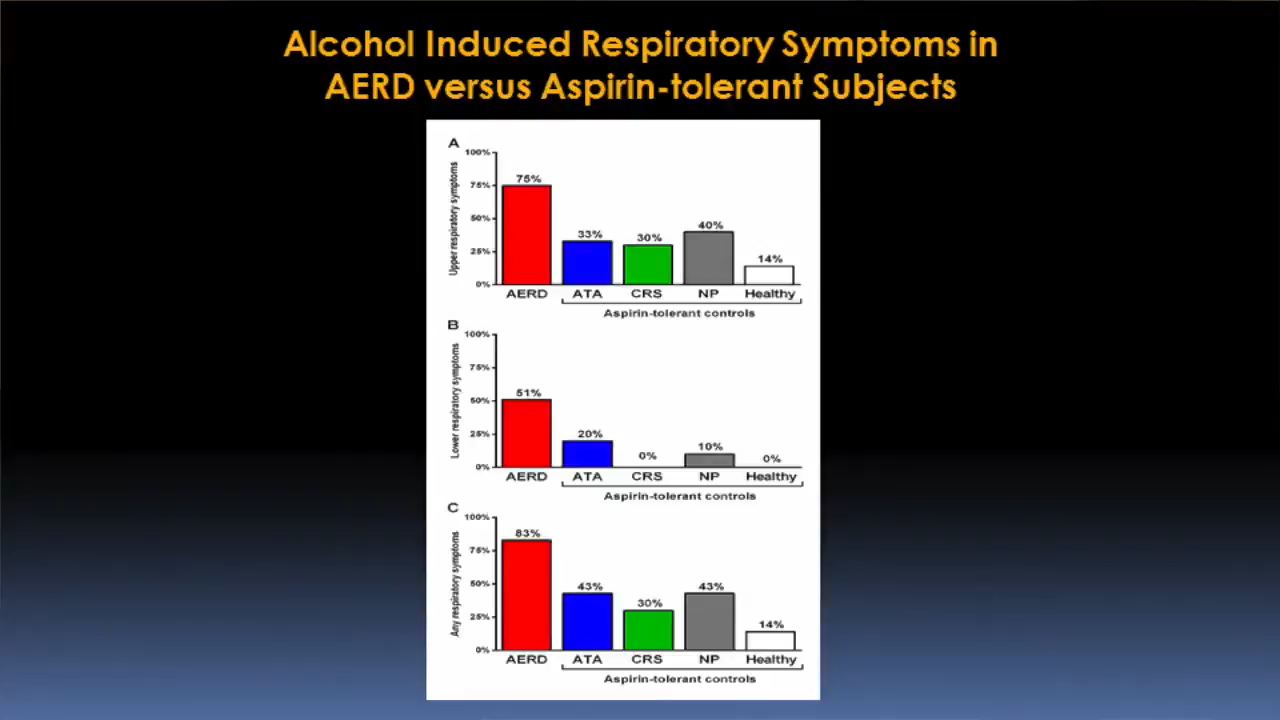 Alcohol Induced Respiratory Symptoms in
AERD versus Aspirin-tolerant Subjects
A
Upper respiratory symptoms
100%
75%
50%
25%
0%
75%
33%
30%
40%
14%
AERD ATA CRS NP Healthy
Aspirin-tolerant controls
B
Lower respiratory symptoms
100%
75%
50%
25%
0%
51%
20%
0%
10%
0%
AERD ATA CRS NP Healthy
Aspirin-tolerant controls
C
Any respiratory symptoms
100%
75%
50%
25%
0%
83%
43%
30%
43%
14%
AERD ATA CRS NP Healthy
Aspirin-tolerant controls